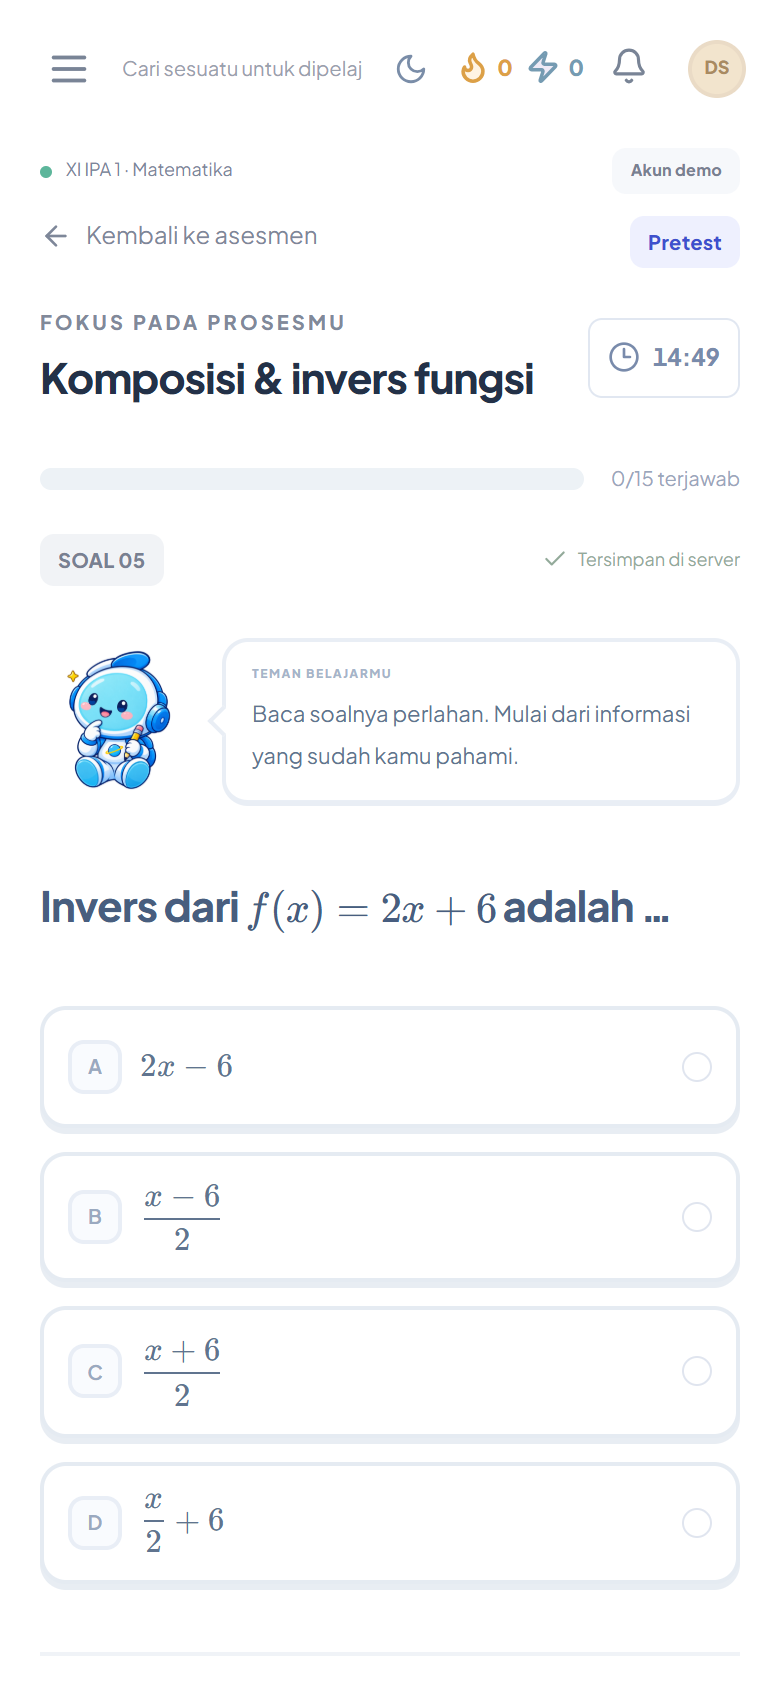 Cari sesuatu untuk dipelaj
0
0
DS
XI IPA 1 · Matematika
Akun demo
Kembali ke asesmen
Pretest
FOKUS PADA PROSESMU
Komposisi & invers fungsi
14:49
0/15 terjawab
SOAL 05
Tersimpan di server
TEMAN BELAJARMU
Baca soalnya perlahan. Mulai dari informasi
yang sudah kamu pahami.
Invers dari f(x) = 2x + 6 adalah ...
A 2x − 6
B (x − 6)/2
C (x + 6)/2
D x/2 + 6